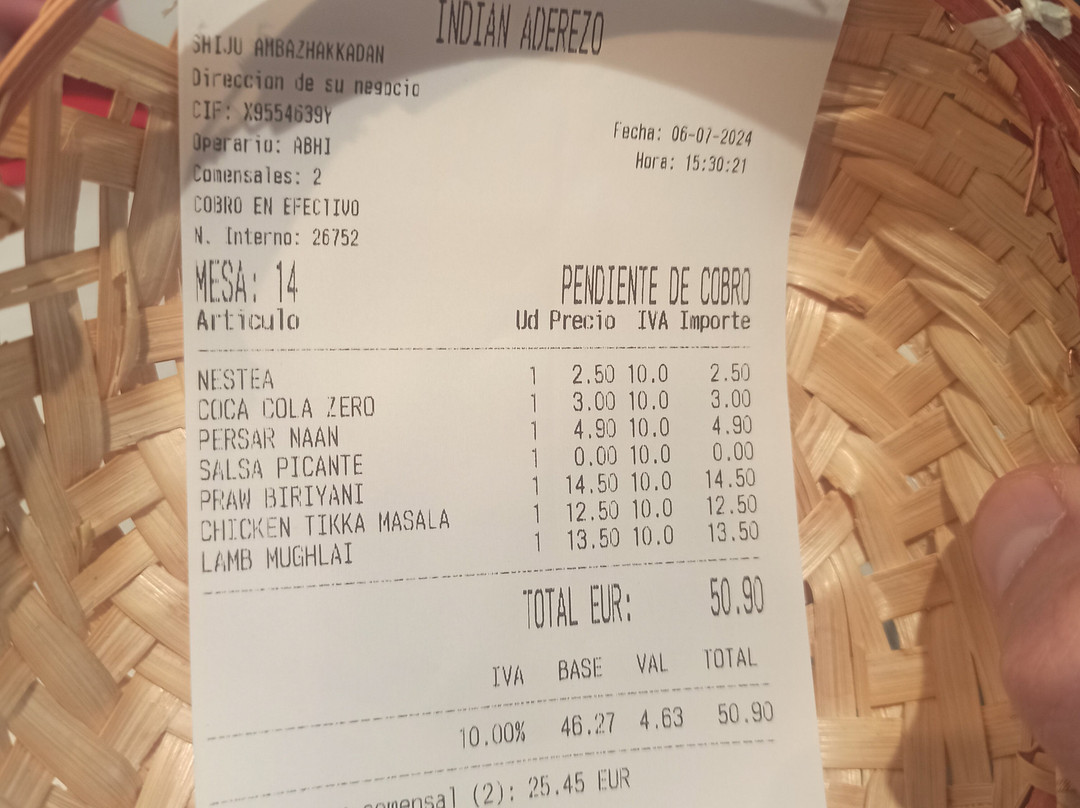 INDIAN ADEREZO
SHIJU AMBAZHAKKADAN
Direccion de su negocio
CIF: X9554639Y
Operario: ABHI
Comensales: 2
COBRO EN EFECTIVO
N. Interno: 26752
Fecha: 06-07-2024
Hora: 15:30:21
MESA: 14 PENDIENTE DE COBRO
Articulo Ud Precio IVA Importe
NESTEA 1 2.50 10.0 2.50
COCA COLA ZERO 1 3.00 10.0 3.00
PERSAR NAAN 1 4.90 10.0 4.90
SALSA PICANTE 1 0.00 10.0 0.00
PRAW BIRIYANI 1 14.50 10.0 14.50
CHICKEN TIKKA MASALA 1 12.50 10.0 12.50
LAMB MUGHLAI 1 13.50 10.0 13.50
TOTAL EUR: 50.90
IVA BASE VAL TOTAL
10.00% 46.27 4.63 50.90
comensal (2): 25.45 EUR